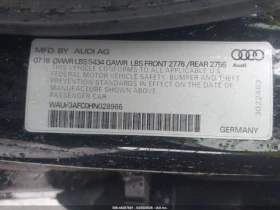 MFD. BY AUDI AG
07.16 GVWR LBS 5434 GAWR LBS FRONT 2778 / REAR 2756
THIS VEHICLE CONFORMS TO ALL APPLICABLE U.S.
FEDERAL MOTOR VEHICLE SAFETY, BUMPER, AND
THEFT PREVENTION STANDARDS IN EFFECT ON THE
DATE OF MANUFACTURE SHOWN ABOVE.
PASSENGER CAR
Audi
3022463
GERMANY